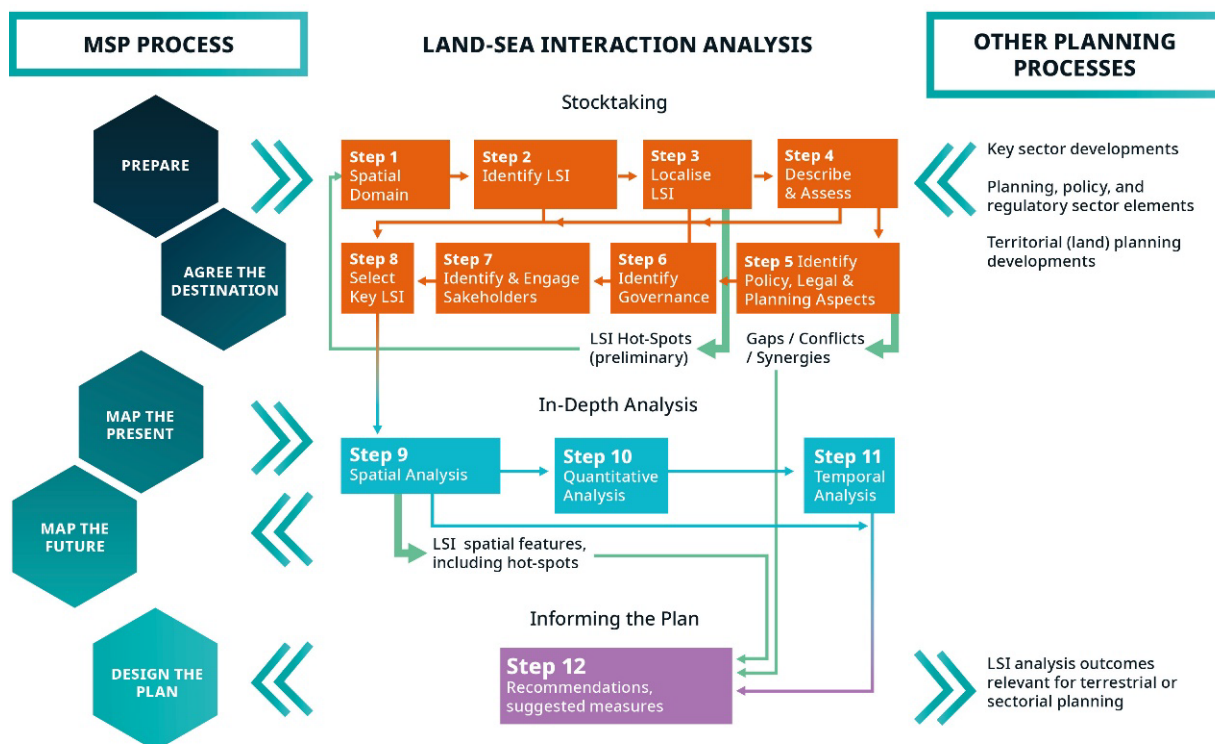 MSP PROCESS
LAND-SEA INTERACTION ANALYSIS
OTHER PLANNING
PROCESSES
Stocktaking
PREPARE
AGREE THE
DESTINATION
Step 1
Spatial
Domain
Step 2
Identify LSI
Step 3
Localise
LSI
Step 4
Describe
& Assess
Key sector developments
Planning, policy, and
regulatory sector elements
Territorial (land) planning
developments
Step 8
Select
Key LSI
Step 7
Identify & Engage
Sakeholders
Step 6
Identify
Governance
Step 5 Identify
Policy, Legal &
Planning Aspects
LSI Hot-Spots
(preliminary)
Gaps / Conflicts
/ Synergies
In-Depth Analysis
MAP THE
PRESENT
MAP THE
FUTURE
Step 9
Spatial Analysis
Step 10
Quantitative
Analysis
Step 11
Temporal
Analysis
LSI spatial features,
including hot-spots
Informing the Plan
DESIGN THE
PLAN
Step 12
Recommendations,
suggested measures
LSI analysis outcomes
relevant for terrestrial or
sectorial planning